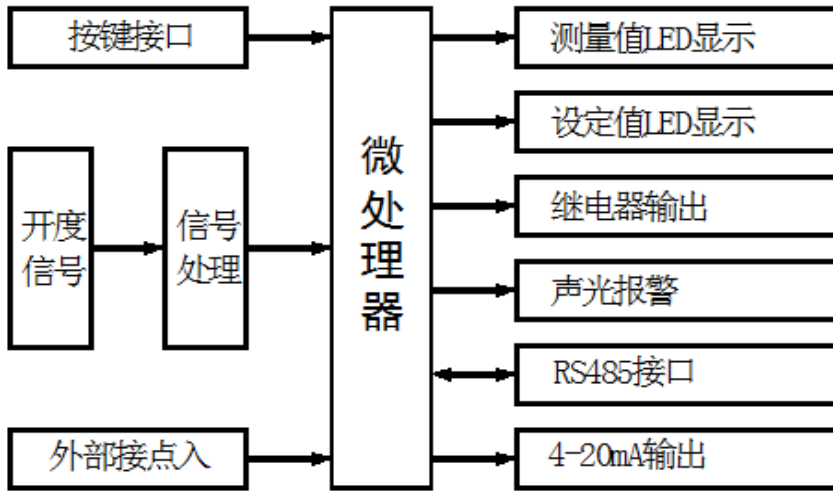 按键接口
开度
信号
信号
处理
外部接点入
微
处
理
器
测量值LED显示
设定值LED显示
继电器输出
声光报警
RS485接口
4-20mA输出